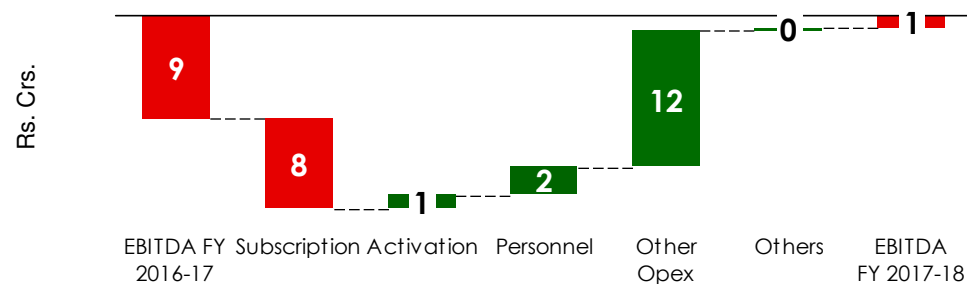 Rs. Crs.
9
8
1
2
12
0
1
EBITDA FY
2016-17
Subscription
Activation
Personnel
Other
Opex
Others
EBITDA
FY 2017-18